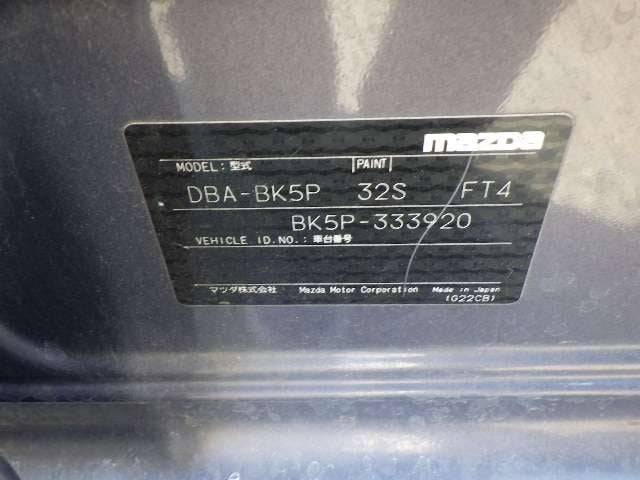 mazda
MODEL: 型式 PAINT
DBA-BK5P 32S FT4
BK5P-333920
VEHICLE ID.NO.: 車台番号
マツダ株式会社 Mazda Motor Corporation Made in Japan
(G22CB)